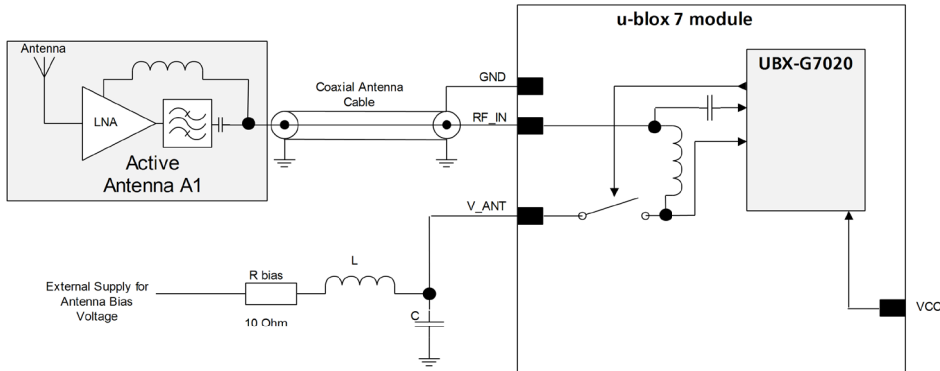 u-blox 7 module
Antenna
UBX-G7020
GND
Coaxial Antenna
Cable
LNA
RF_IN
Active
Antenna A1
V_ANT
L
R bias
External Supply for
Antenna Bias
Voltage
C
10 Ohm
VCC